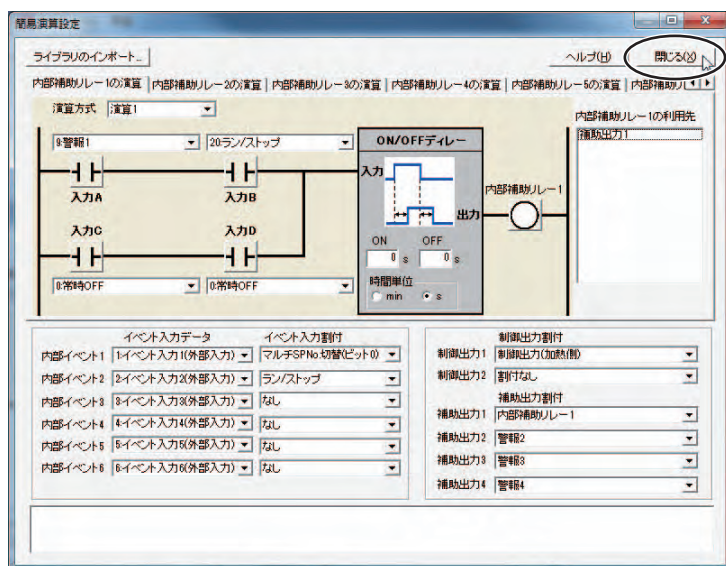 簡易演算設定
ライブラリのインポート... ヘルプ(H) 閉じる(X)
内部補助リレー1の演算 内部補助リレー2の演算 内部補助リレー3の演算 内部補助リレー4の演算 内部補助リレー5の演算 内部補助リ
演算方式 演算1
内部補助リレー1の利用先
補助出力1
9:警報1 20:ラン/ストップ ON/OFFディレー
入力
入力A 入力B
内部補助リレー1
出力
入力C 入力D
ON OFF
0 s 0 s
時間単位
0:常時OFF 0:常時OFF
min s
イベント入力データ イベント入力割付
内部イベント1 1:イベント入力1(外部入力) マルチSP No.切替(ビット0)
内部イベント2 2:イベント入力2(外部入力) ラン/ストップ
内部イベント3 3:イベント入力3(外部入力) なし
内部イベント4 4:イベント入力4(外部入力) なし
内部イベント5 5:イベント入力5(外部入力) なし
内部イベント6 6:イベント入力6(外部入力) なし
制御出力割付
制御出力1 制御出力(加熱側)
制御出力2 割付なし
補助出力割付
補助出力1 内部補助リレー1
補助出力2 警報2
補助出力3 警報3
補助出力4 警報4